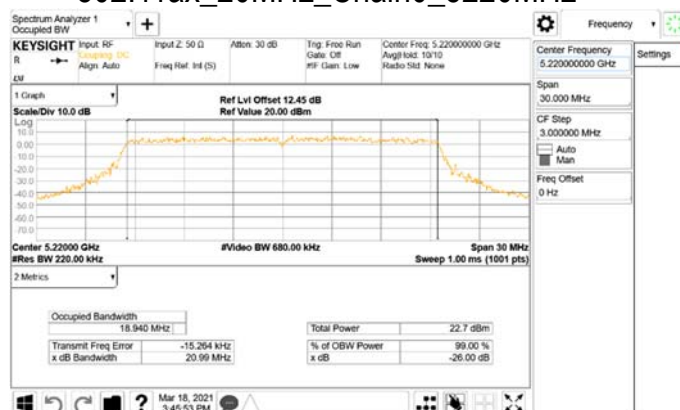 802.11ax_20MHz_Chain0_5220MHz
Spectrum Analyzer 1
Occupied BW
KEYSIGHT
R
Input: RF
Coupling: DC
Align: Auto
Input Z: 50 Ω
Freq Ref: Int (S)
Atten: 30 dB
Trig: Free Run
Gate: Off
#IF Gain: Low
Center Freq: 5.220000000 GHz
Avg|Hold: 10/10
Radio Std: None
1 Graph
Scale/Div 10.0 dB
Ref Lvl Offset 12.45 dB
Ref Value 20.00 dBm
Log
10.0
0.00
-10.0
-20.0
-30.0
-40.0
-50.0
-60.0
-70.0
Center 5.22000 GHz
#Res BW 220.00 kHz
#Video BW 680.00 kHz
Span 30 MHz
Sweep 1.00 ms (1001 pts)
2 Metrics
Occupied Bandwidth
18.940 MHz
Total Power 22.7 dBm
Transmit Freq Error -15.264 kHz
% of OBW Power 99.00 %
x dB Bandwidth 20.99 MHz
x dB -26.00 dB
Mar 18, 2021
3:45:53 PM
Frequency
Settings
Center Frequency
5.220000000 GHz
Span
30.000 MHz
CF Step
3.000000 MHz
Auto
Man
Freq Offset
0 Hz